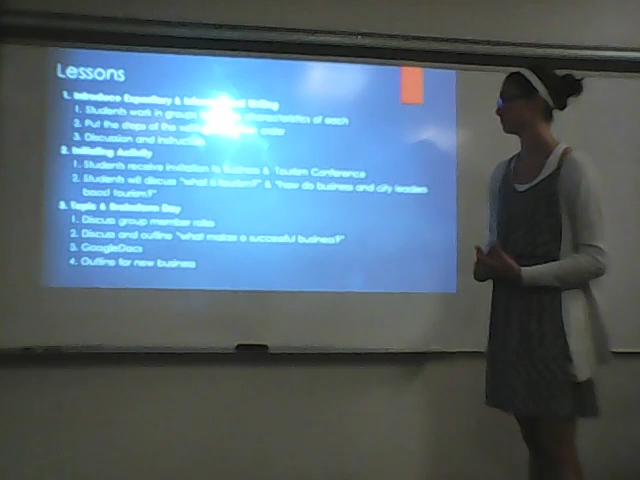 Lessons
1. Introduce Expository & Informational Writing
1. Students work in groups characteristics of each
2. Put the steps of the order
3. Discussion and
2. Initiating Activity
1. Students receive invitation to Business & Tourism Conference
2. Students will discuss "what is tourism?" & "how do business and city leaders
boost tourism?"
3. Topic & Day
1. Discuss group member roles
2. Discuss and outline "what makes a successful business?"
3. GoogleDocs
4. Outline for new business